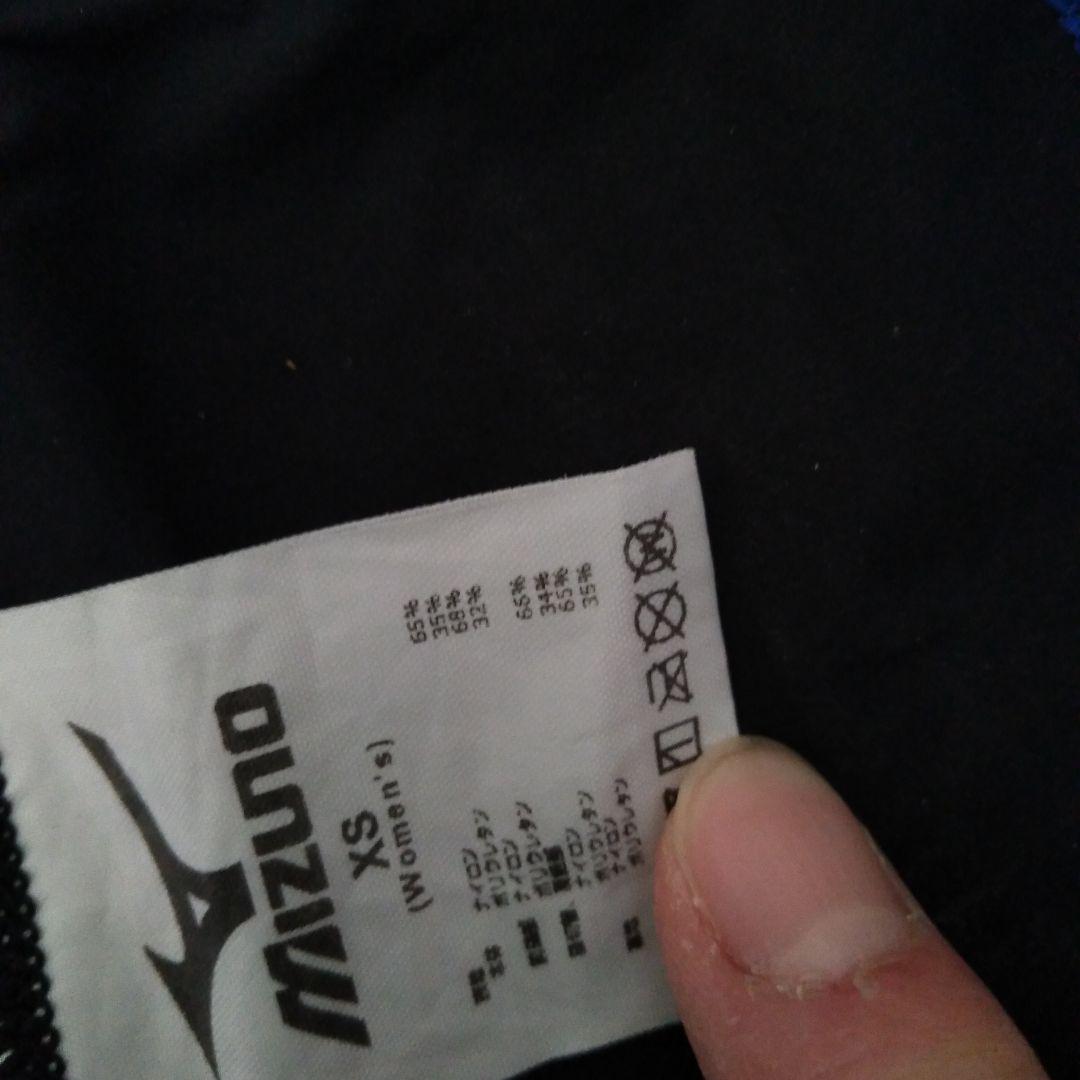 MIZUNO
XS
(Women's)
ナイロン 65%
ポリウレタン 35%
ナイロン 68%
ポリウレタン 32%
ナイロン 66%
ポリウレタン 34%
ナイロン 65%
ポリウレタン 35%